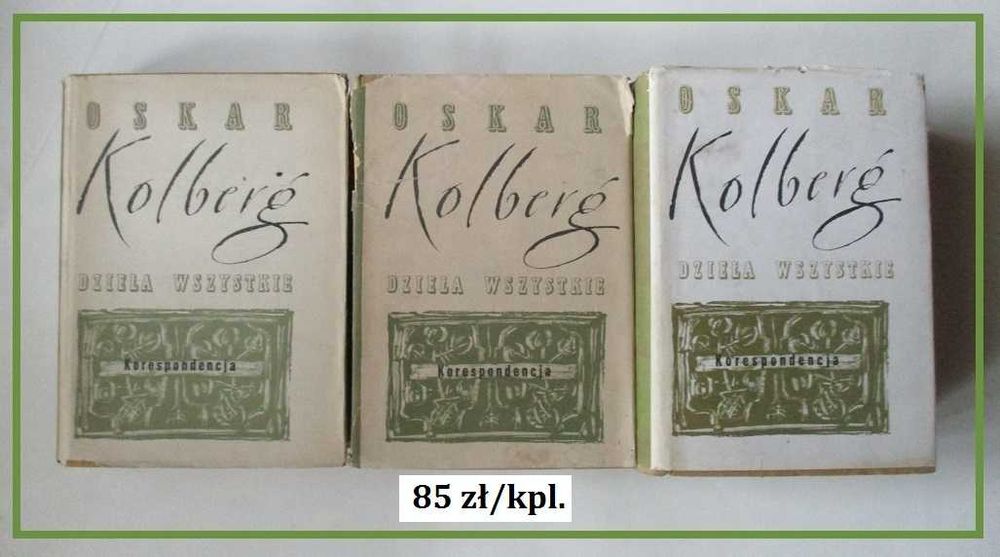 OSKAR
Kolberg
DZIEŁA WSZYSTKIE
Korespondencja
OSKAR
Kolberg
DZIEŁA WSZYSTKIE
Korespondencja
OSKAR
Kolberg
DZIEŁA WSZYSTKIE
Korespondencja
85 zł/kpl.